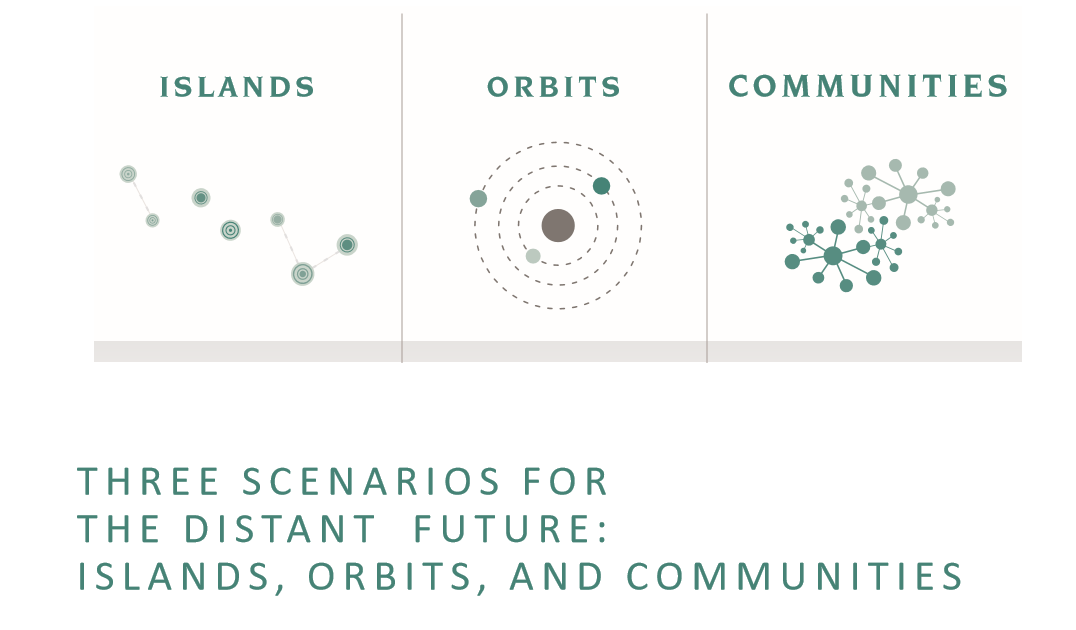 ISLANDS
ORBITS
COMMUNITIES
THREE SCENARIOS FOR
THE DISTANT  FUTURE:
ISLANDS, ORBITS, AND COMMUNITIES